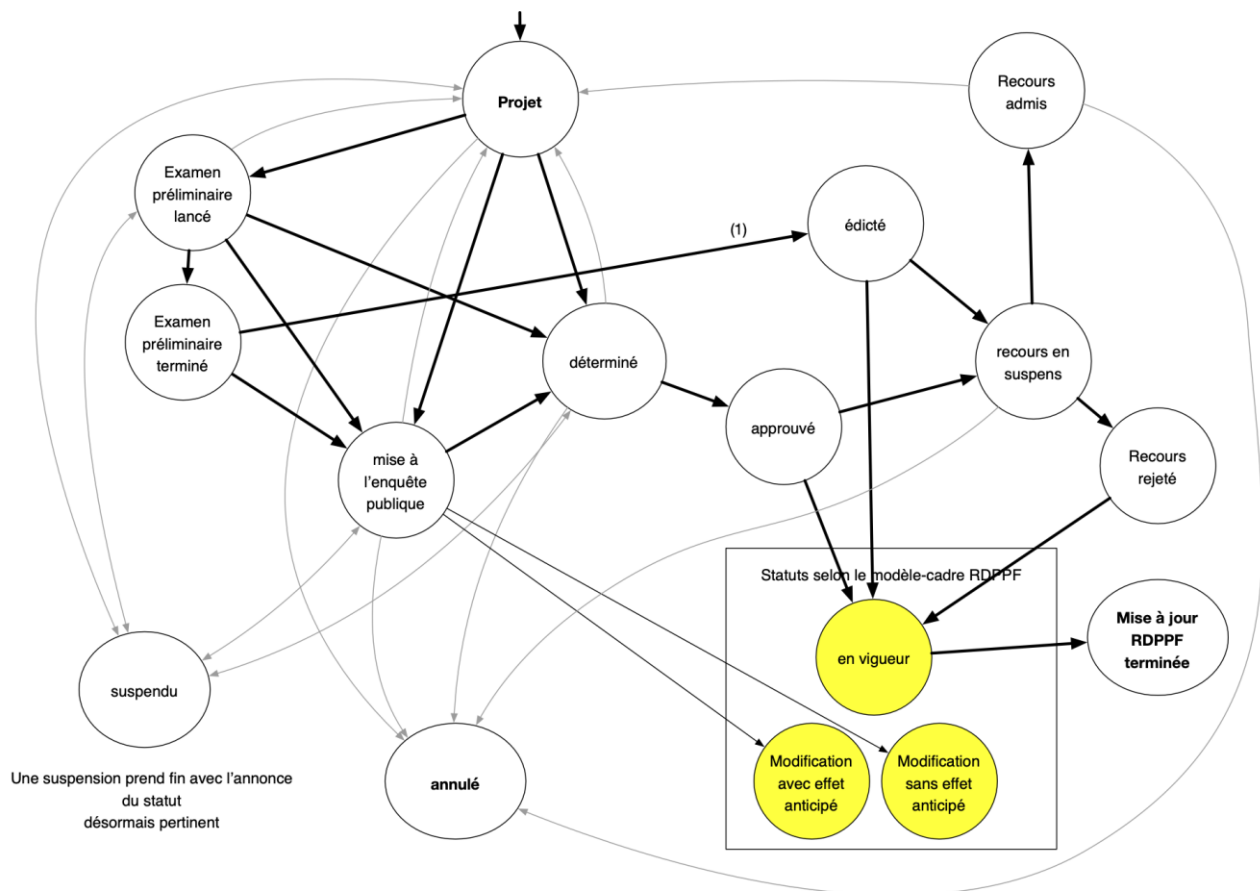 Projet
Recours
admis
Examen
préliminaire
lancé
(1)
édicté
Examen
préliminaire
terminé
déterminé
recours en
suspens
approuvé
mise à
l'enquête
publique
Recours
rejeté
Statuts selon le modèle-cadre RDPPF
Mise à jour
RDPPF
terminée
en vigueur
suspendu
Modification
avec effet
anticipé
Modification
sans effet
anticipé
annulé
Une suspension prend fin avec l'annonce
du statut
désormais pertinent